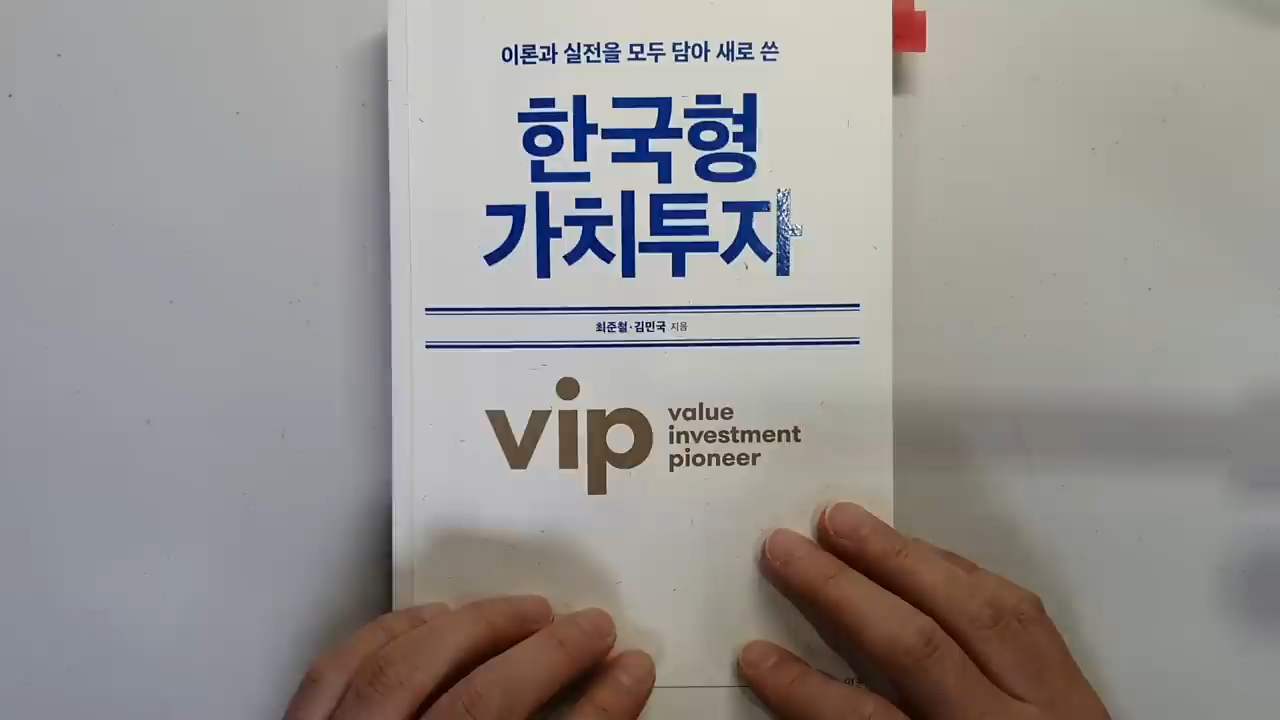 이론과 실전을 모두 담아 새로 쓴
한국형
가치투자
최준철·김민국 지음
vip
value
investment
pioneer